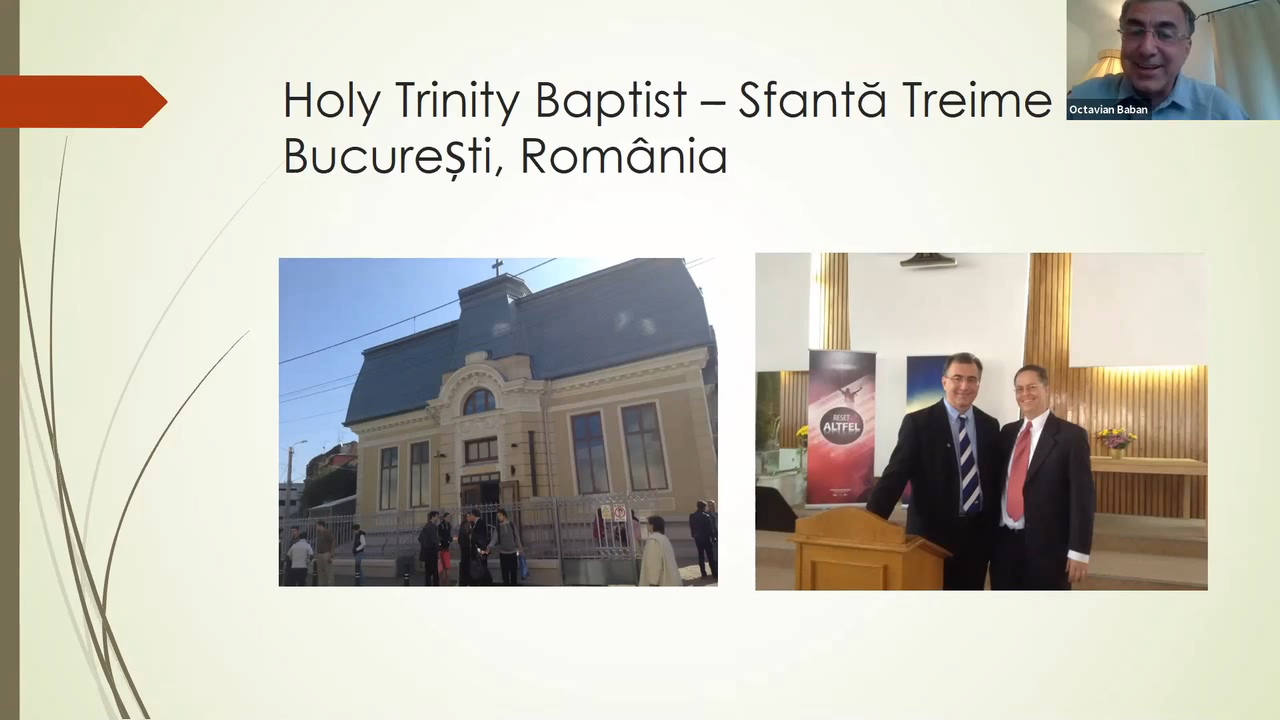 Holy Trinity Baptist – Sfantă Treime
București, România
Octavian Baban
RESET
ALTFEL